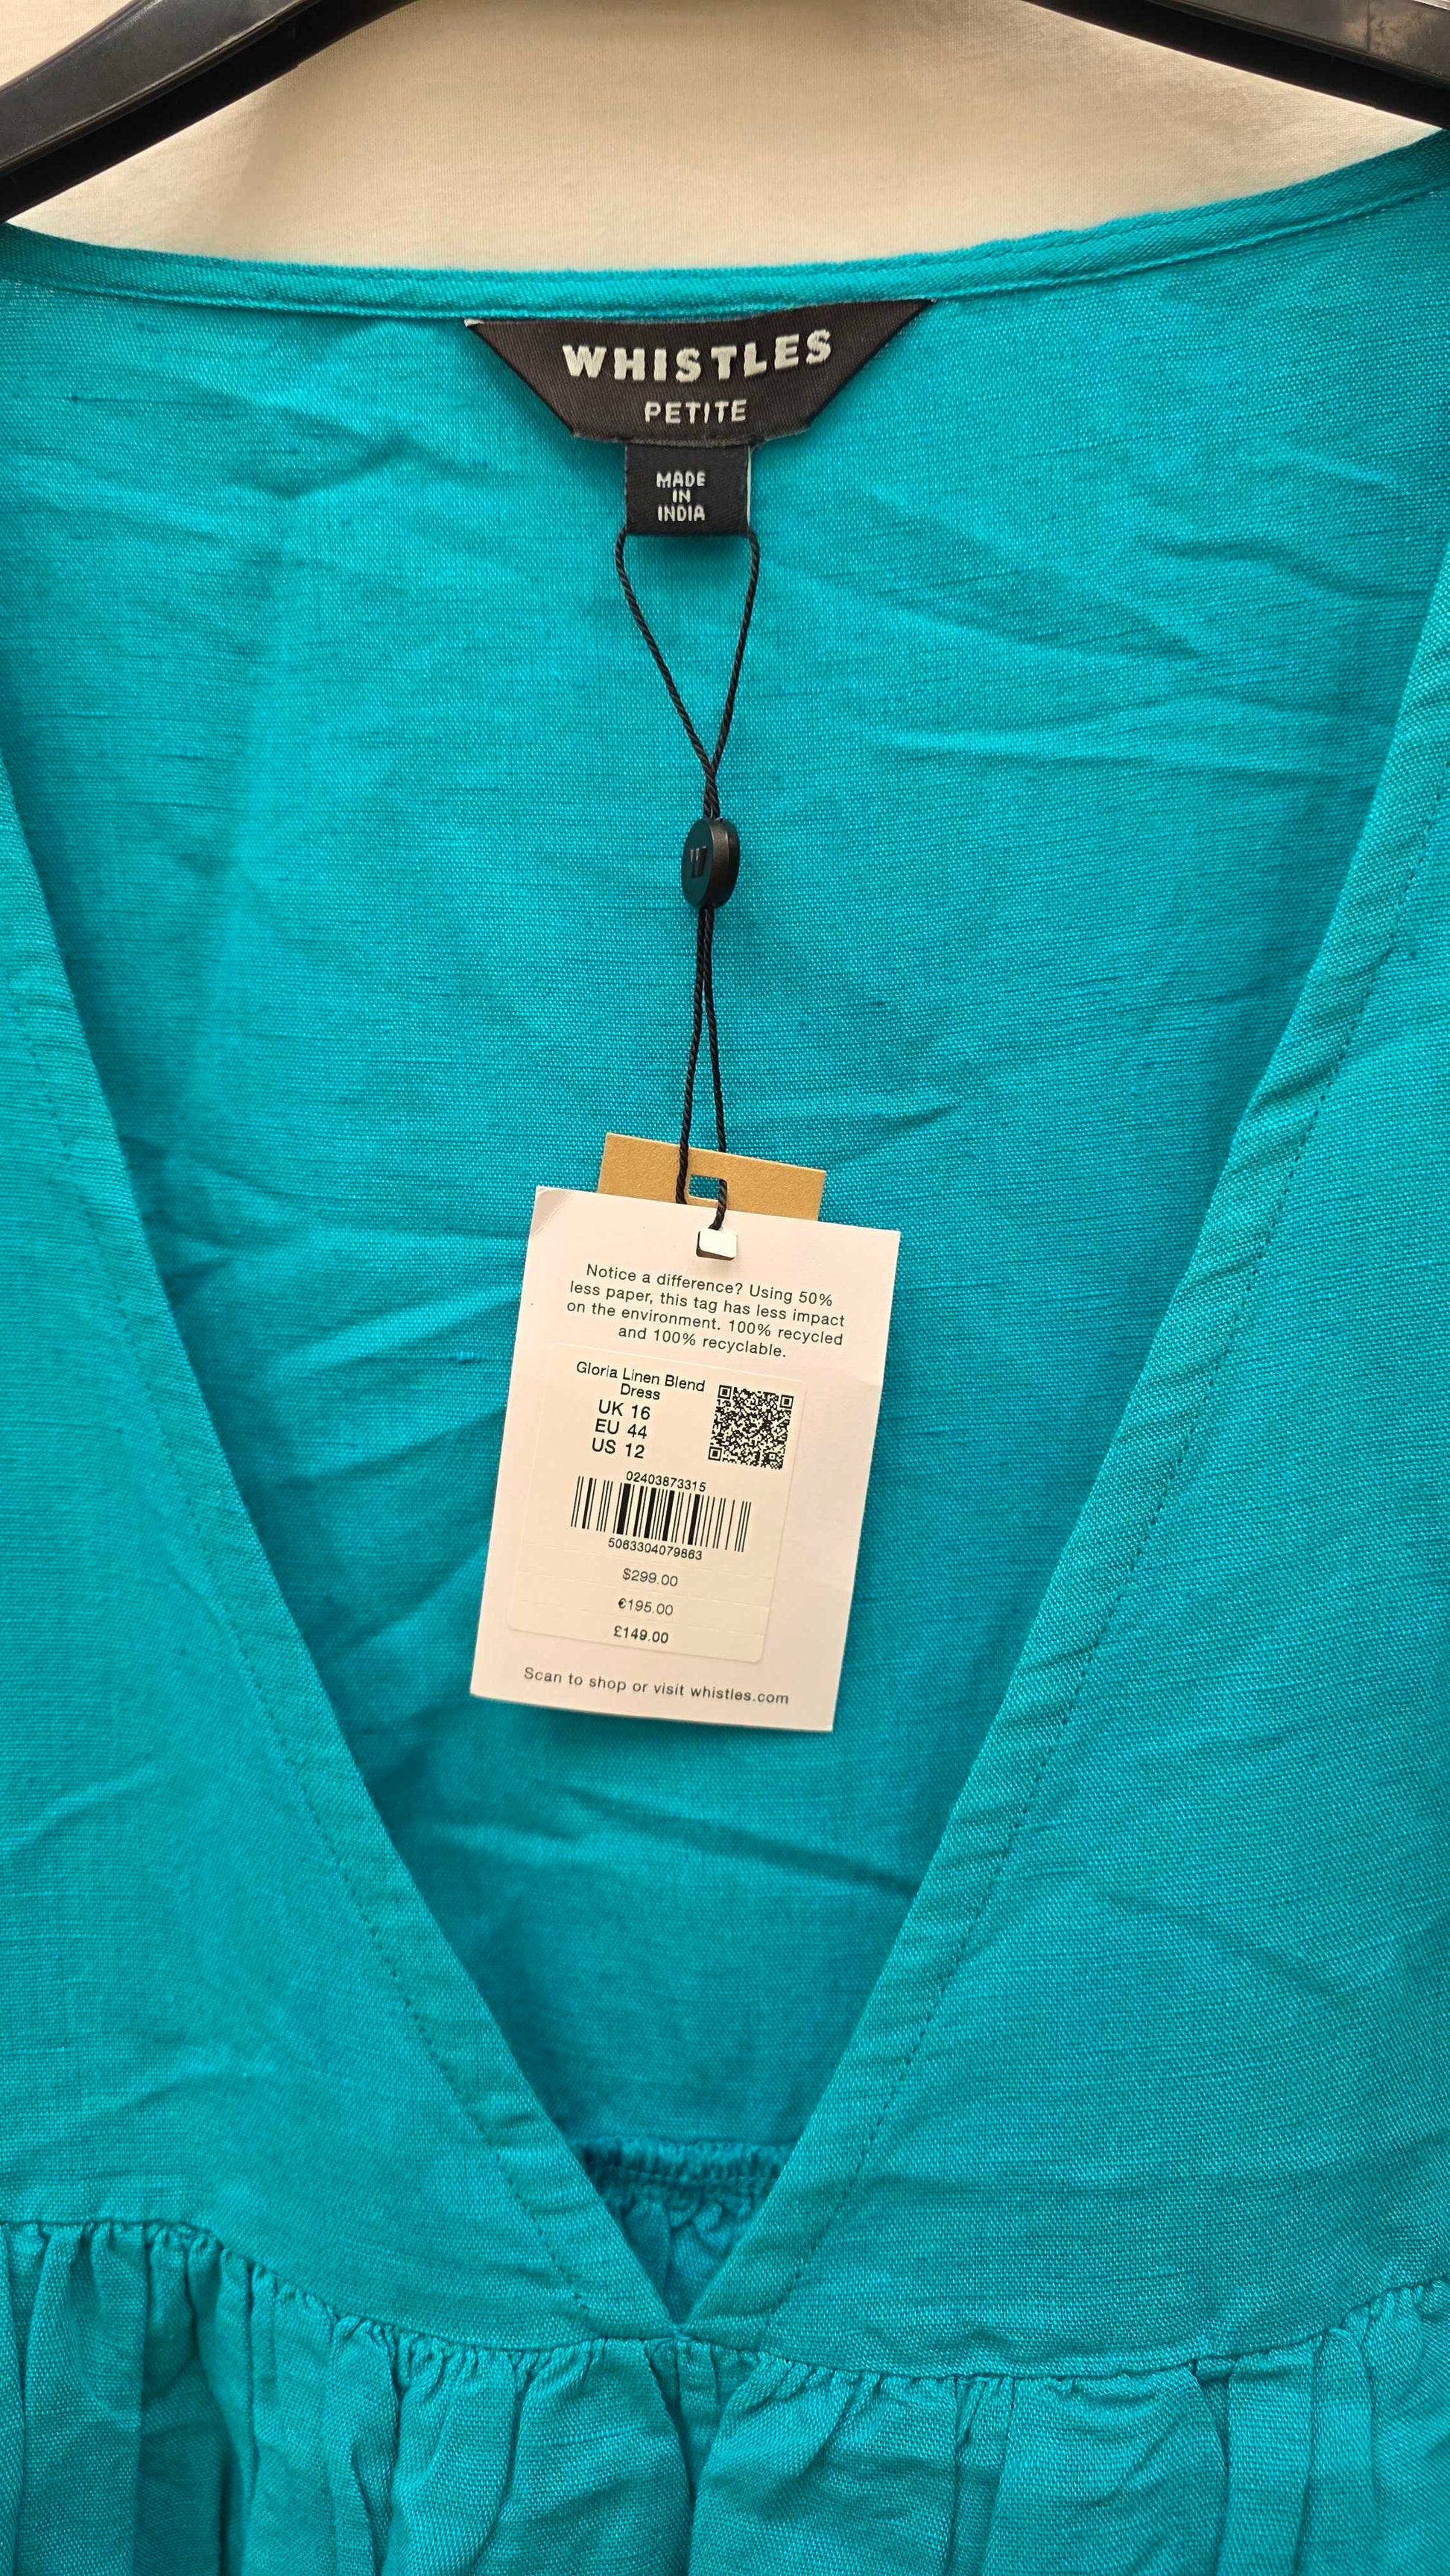 WHISTLES
PETITE
MADE
IN
INDIA
W
Notice a difference? Using 50%
less paper, this tag has less impact
on the environment. 100% recycled
and 100% recyclable.
Gloria Linen Blend
Dress
UK 16
EU 44
US 12
02403873315
5063304079863
$299.00
€195.00
£149.00
Scan to shop or visit whistles.com